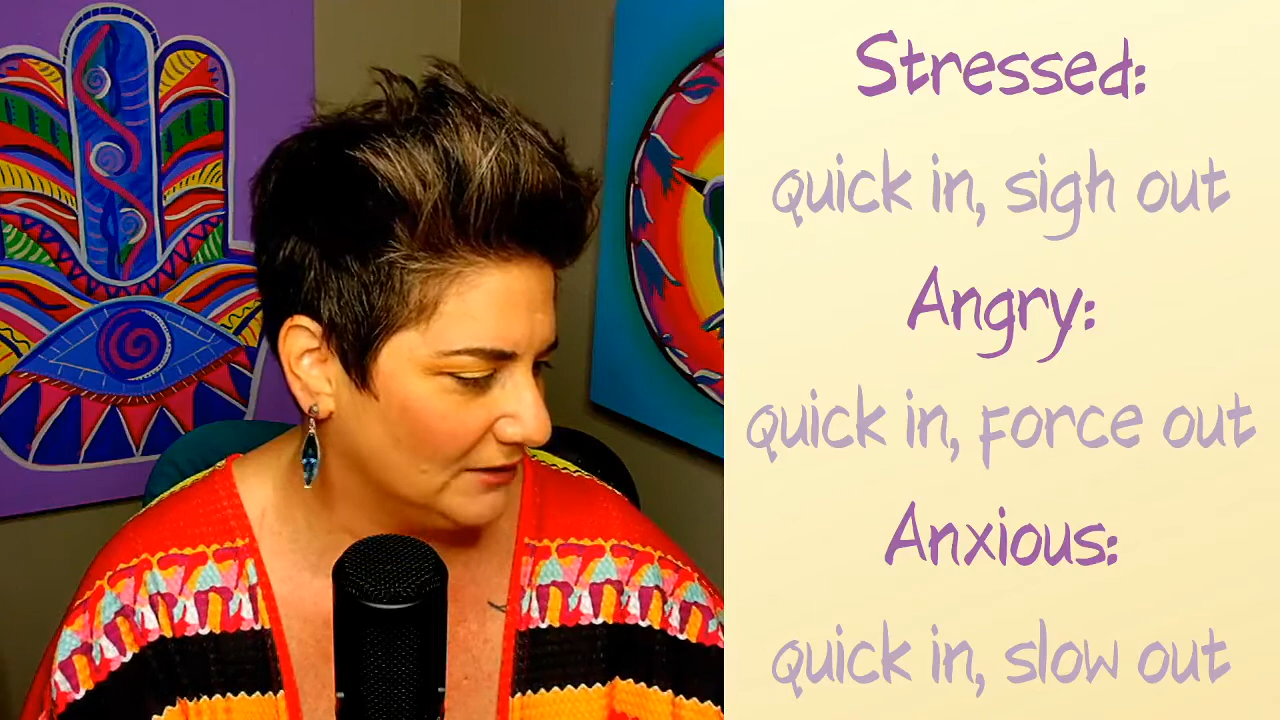 Stressed:
quick in, sigh out
Angry:
quick in, force out
Anxious:
quick in, slow out